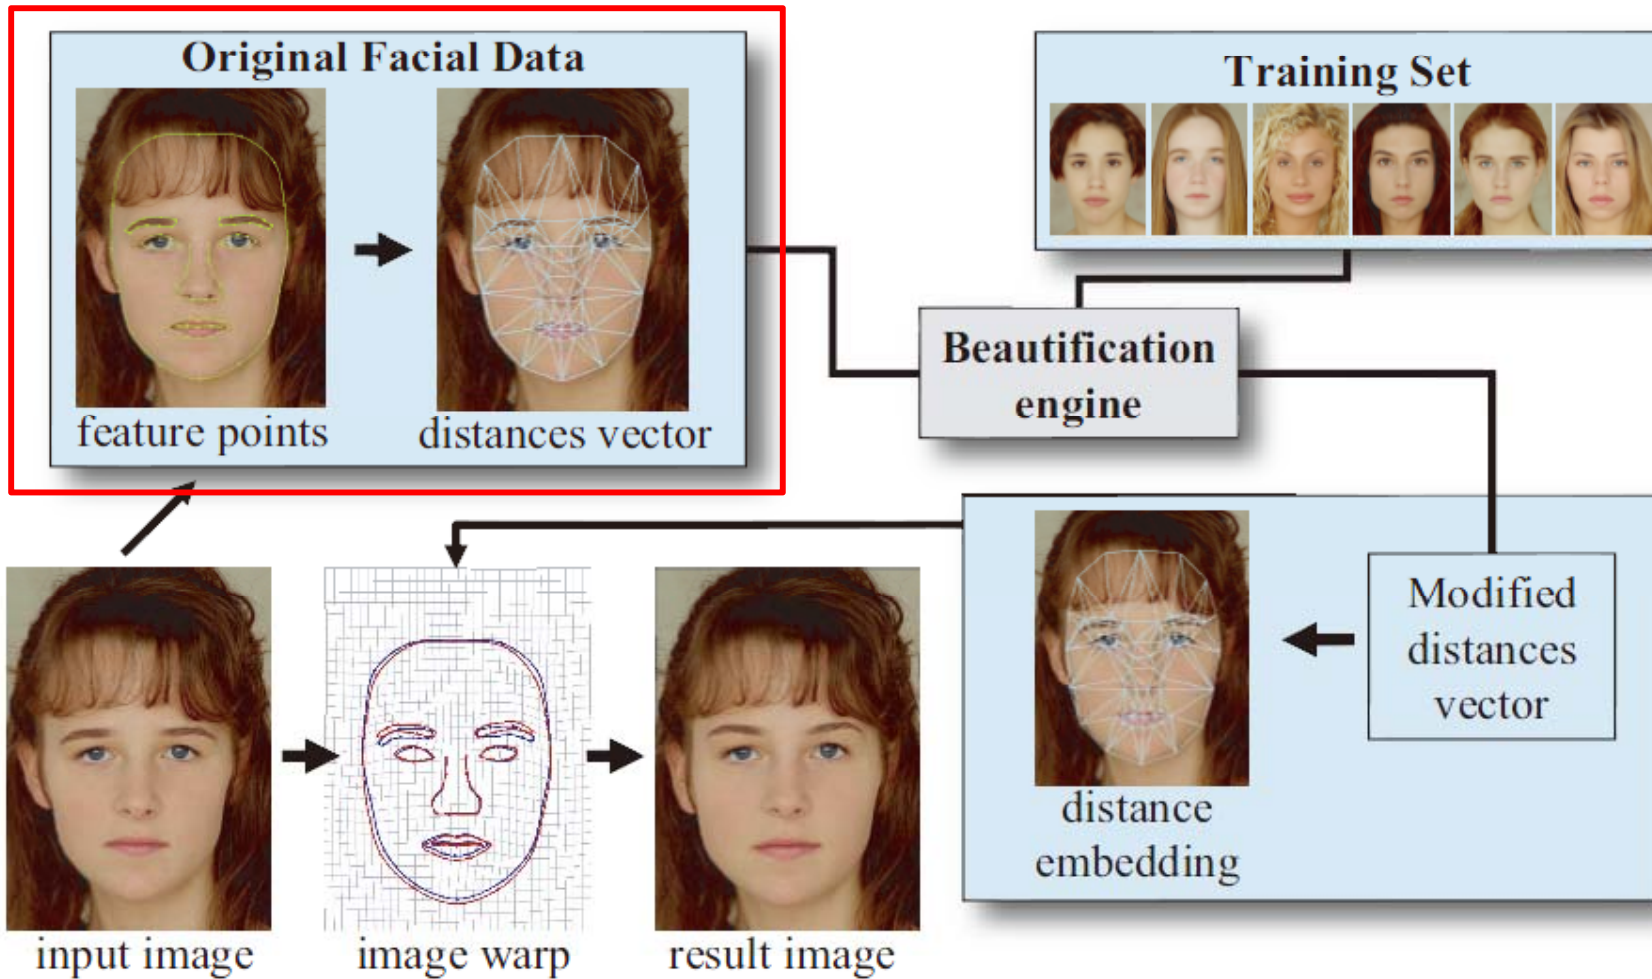 Original Facial Data
feature points
distances vector
Training Set
Beautification
engine
Modified
distances
vector
distance
embedding
input image
image warp
result image